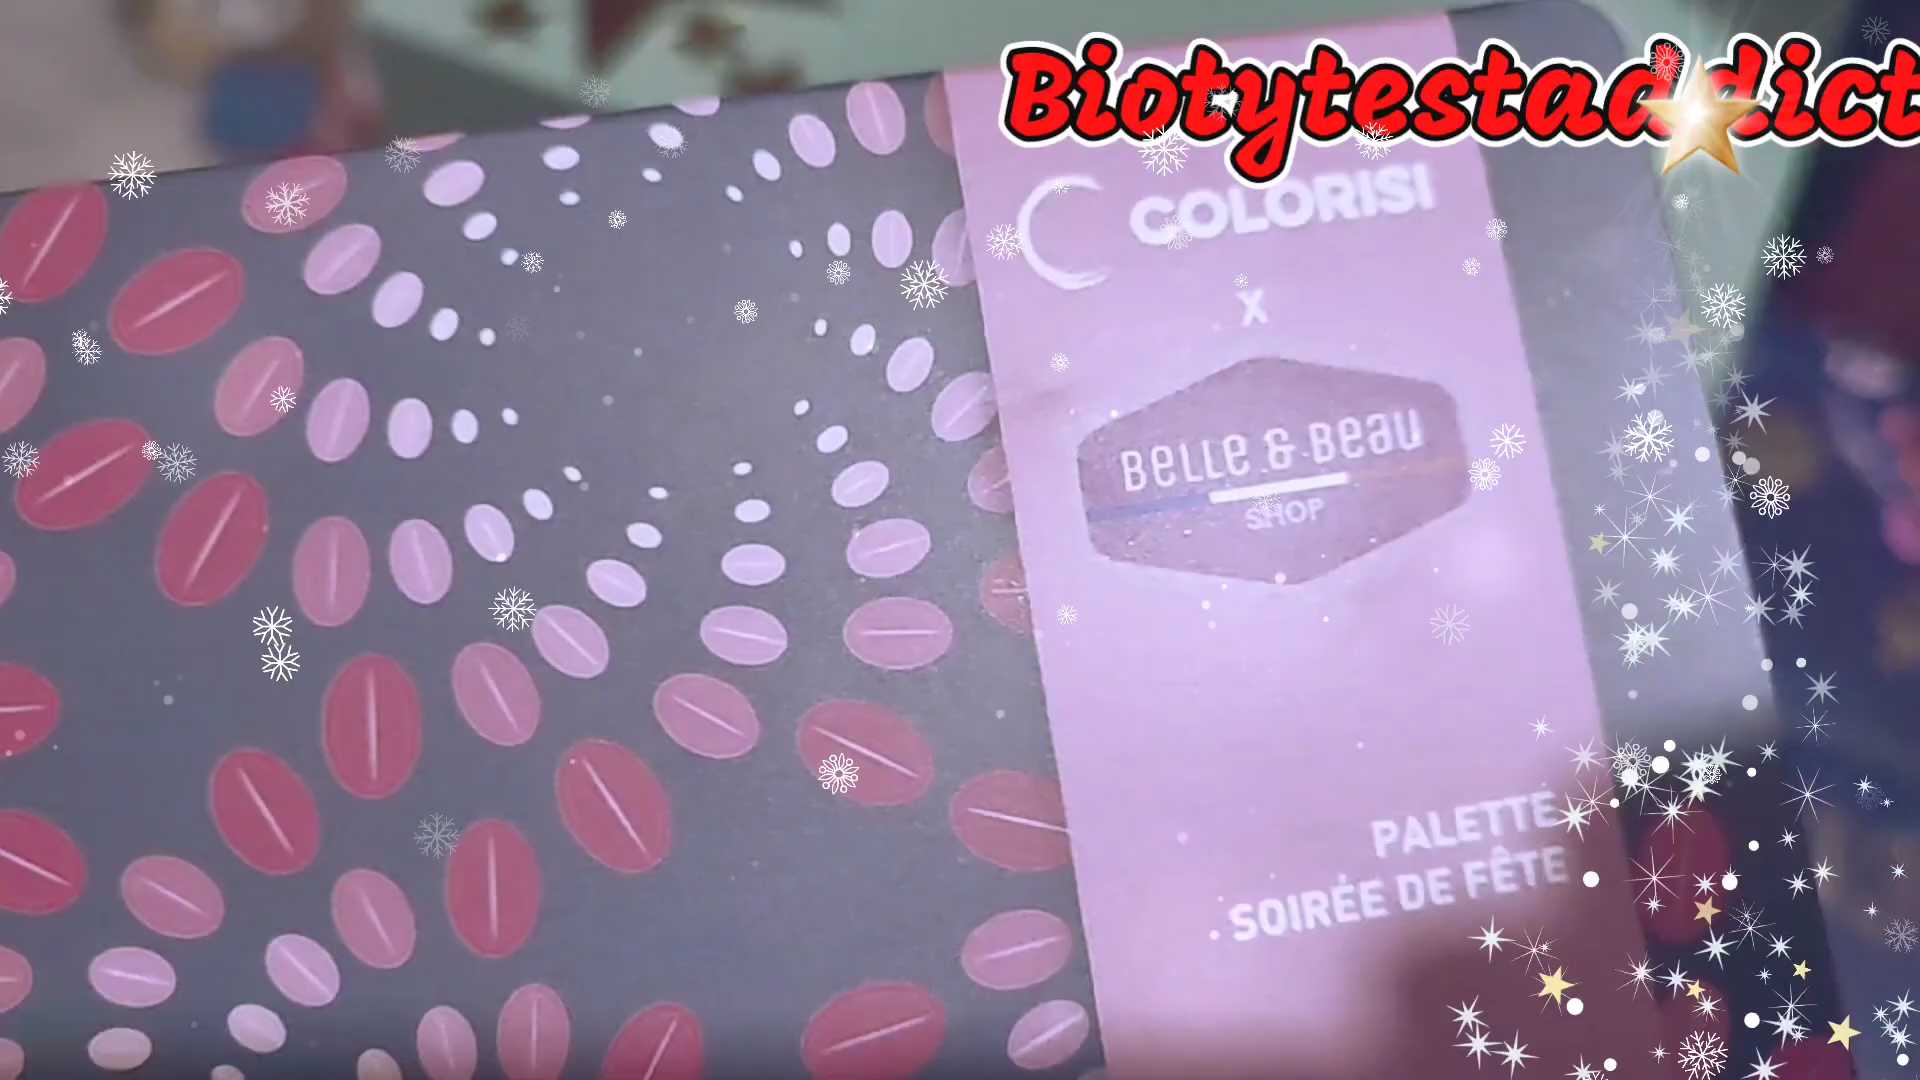 Biotytestaddict
COLORISI
X
BELLE & BEAU
SHOP
PALETTE
SOIRÉE DE FÊTE